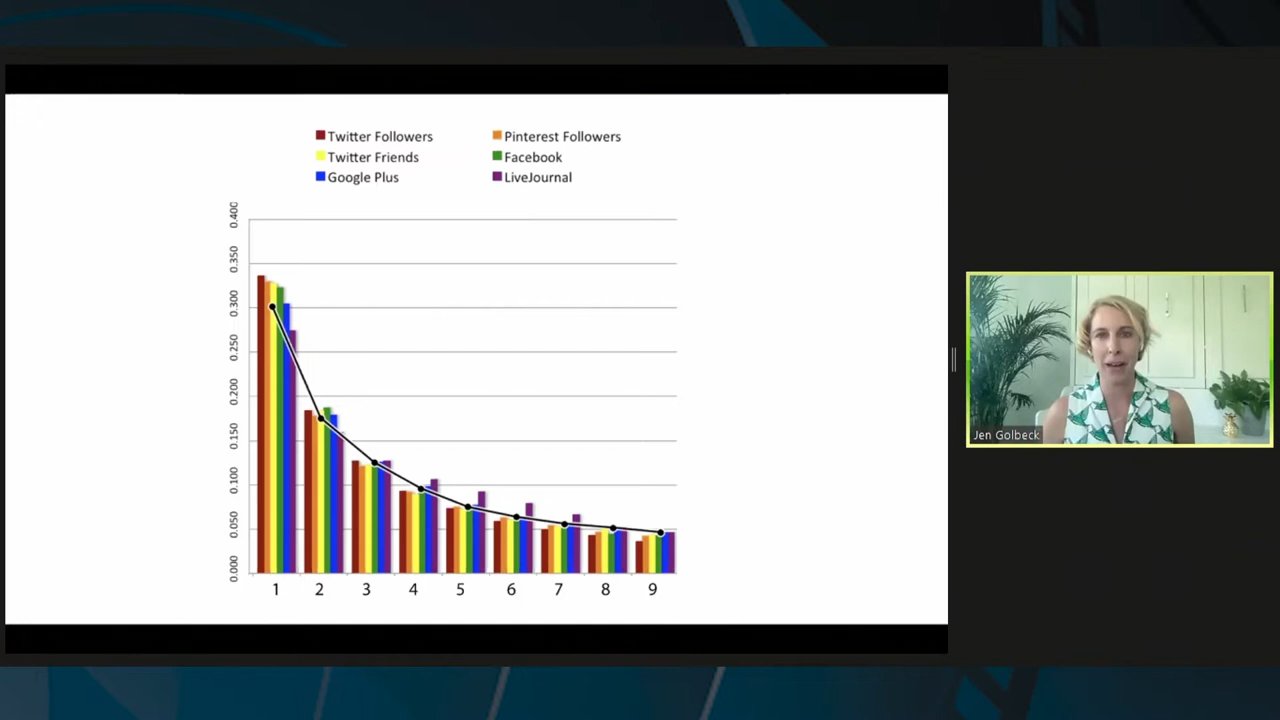 Twitter Followers
Pinterest Followers
Twitter Friends
Facebook
Google Plus
LiveJournal
0.400
0.350
0.300
0.250
0.200
0.150
0.100
0.050
0.000
1 2 3 4 5 6 7 8 9
Jen Golbeck